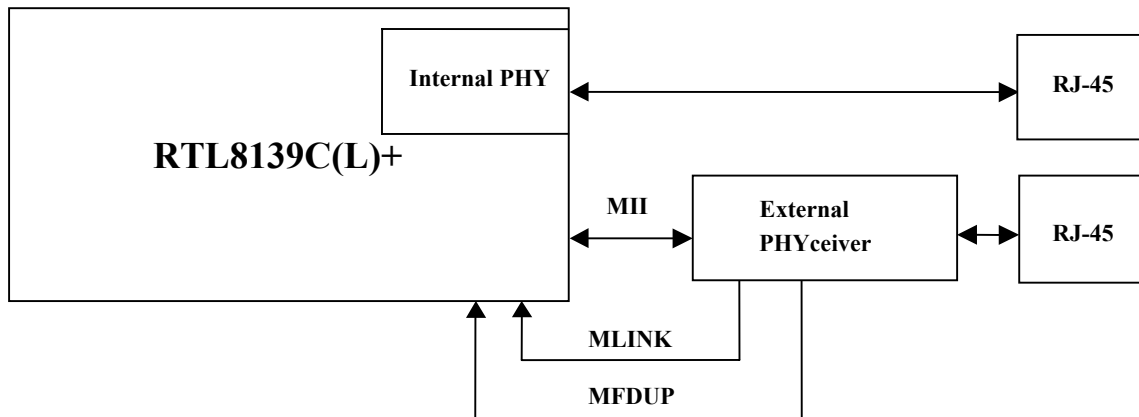 Internal PHY
RJ-45
RTL8139C(L)+
MII
External
PHYceiver
RJ-45
MLINK
MFDUP